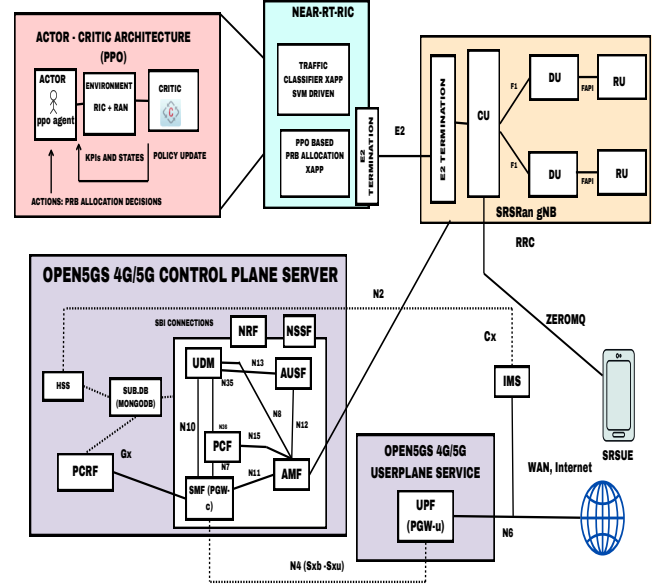 ACTOR - CRITIC ARCHITECTURE
(PPO)
ACTOR
ppo agent
ENVIRONMENT
RIC + RAN
CRITIC
C
KPIs AND STATES
POLICY UPDATE
ACTIONS: PRB ALLOCATION DECISIONS
NEAR-RT-RIC
TRAFFIC
CLASSIFIER XAPP
SVM DRIVEN
PPO BASED
PRB ALLOCATION
XAPP
E2
TERMINATION
E2
E2 TERMINATION
CU
F1
F1
DU
FAPI
RU
DU
FAPI
RU
SRSRan gNB
RRC
ZEROMQ
SRSUE
OPEN5GS 4G/5G CONTROL PLANE SERVER
N2
SBI CONNECTIONS
NRF
NSSF
UDM
N13
AUSF
N35
N8
N12
N10
N36
PCF
N15
N7
N11
AMF
SMF (PGW-
c)
HSS
SUB.DB
(MONGODB)
PCRF
Gx
Cx
IMS
OPEN5GS 4G/5G
USERPLANE SERVICE
UPF
(PGW-u)
WAN, Internet
N6
N4 (Sxb -Sxu)